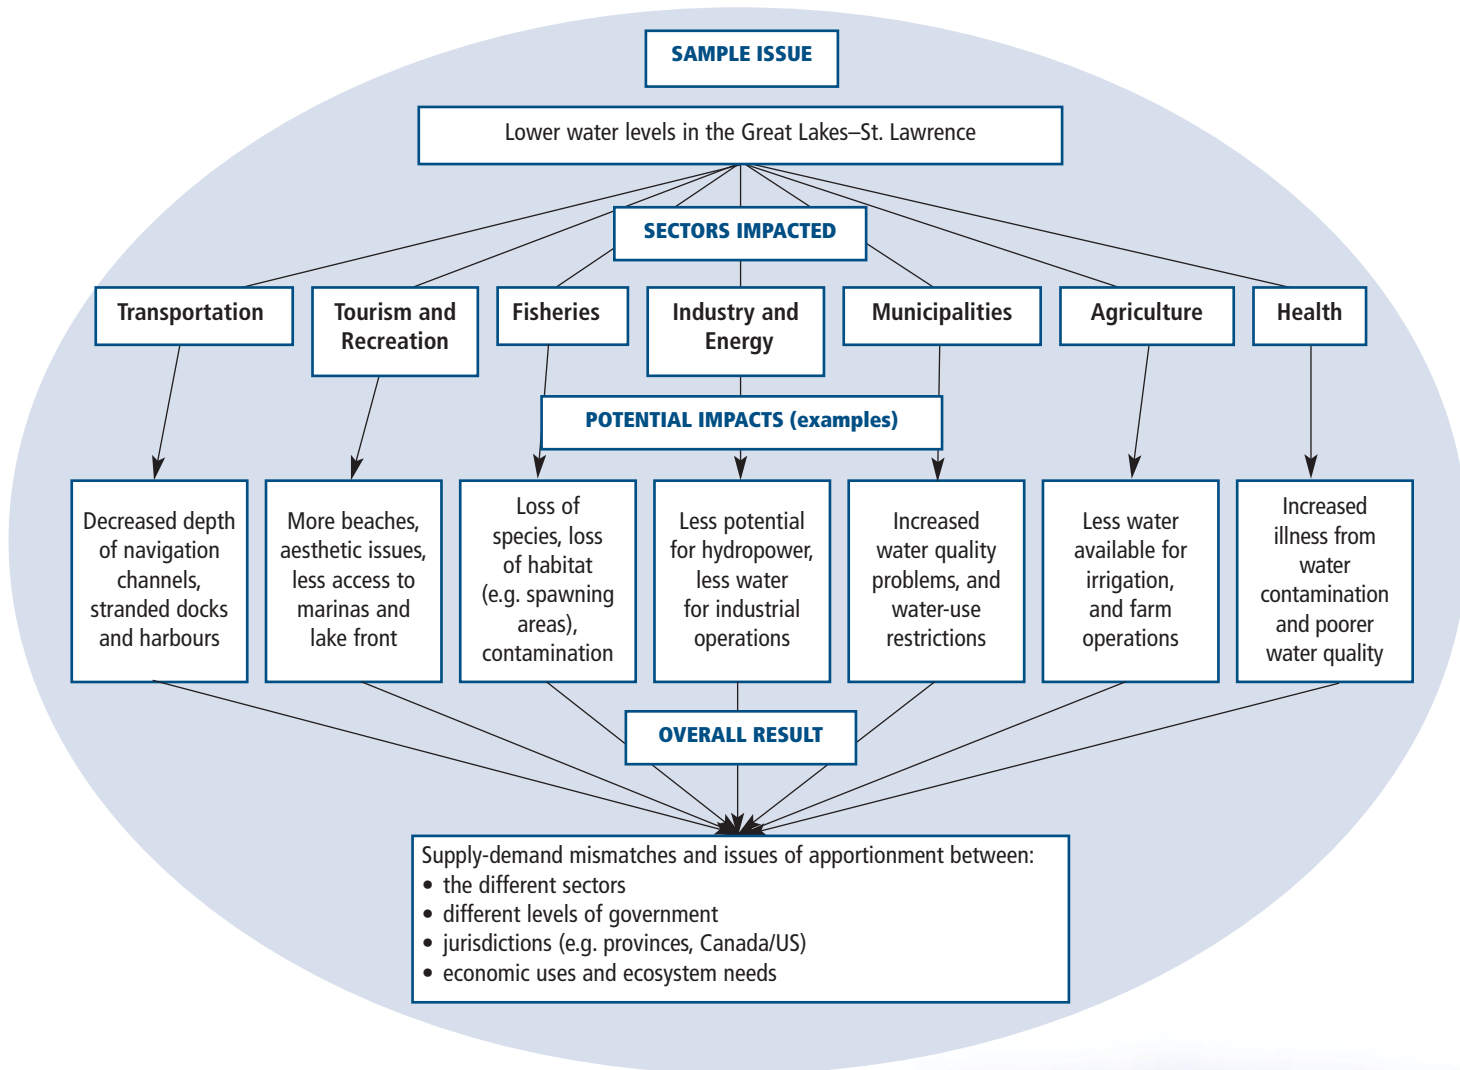 SAMPLE ISSUE
Lower water levels in the Great Lakes–St. Lawrence
SECTORS IMPACTED
Transportation
Tourism and
Recreation
Fisheries
Industry and
Energy
Municipalities
Agriculture
Health
POTENTIAL IMPACTS (examples)
Decreased depth
of navigation
channels,
stranded docks
and harbours
More beaches,
aesthetic issues,
less access to
marinas and
lake front
Loss of
species, loss
of habitat
(e.g. spawning
areas),
contamination
Less potential
for hydropower,
less water
for industrial
operations
Increased
water quality
problems, and
water-use
restrictions
Less water
available for
irrigation,
and farm
operations
Increased
illness from
water
contamination
and poorer
water quality
OVERALL RESULT
Supply-demand mismatches and issues of apportionment between:
• the different sectors
• different levels of government
• jurisdictions (e.g. provinces, Canada/US)
• economic uses and ecosystem needs